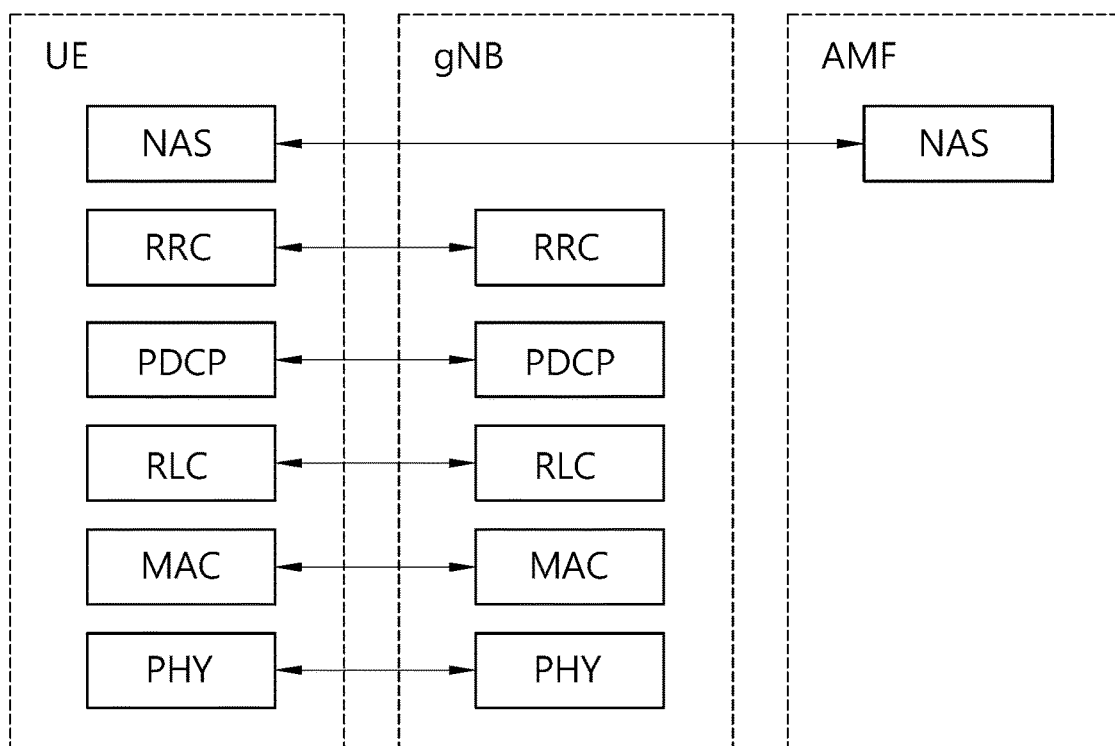 UE gNB AMF
NAS NAS
RRC RRC
PDCP PDCP
RLC RLC
MAC MAC
PHY PHY